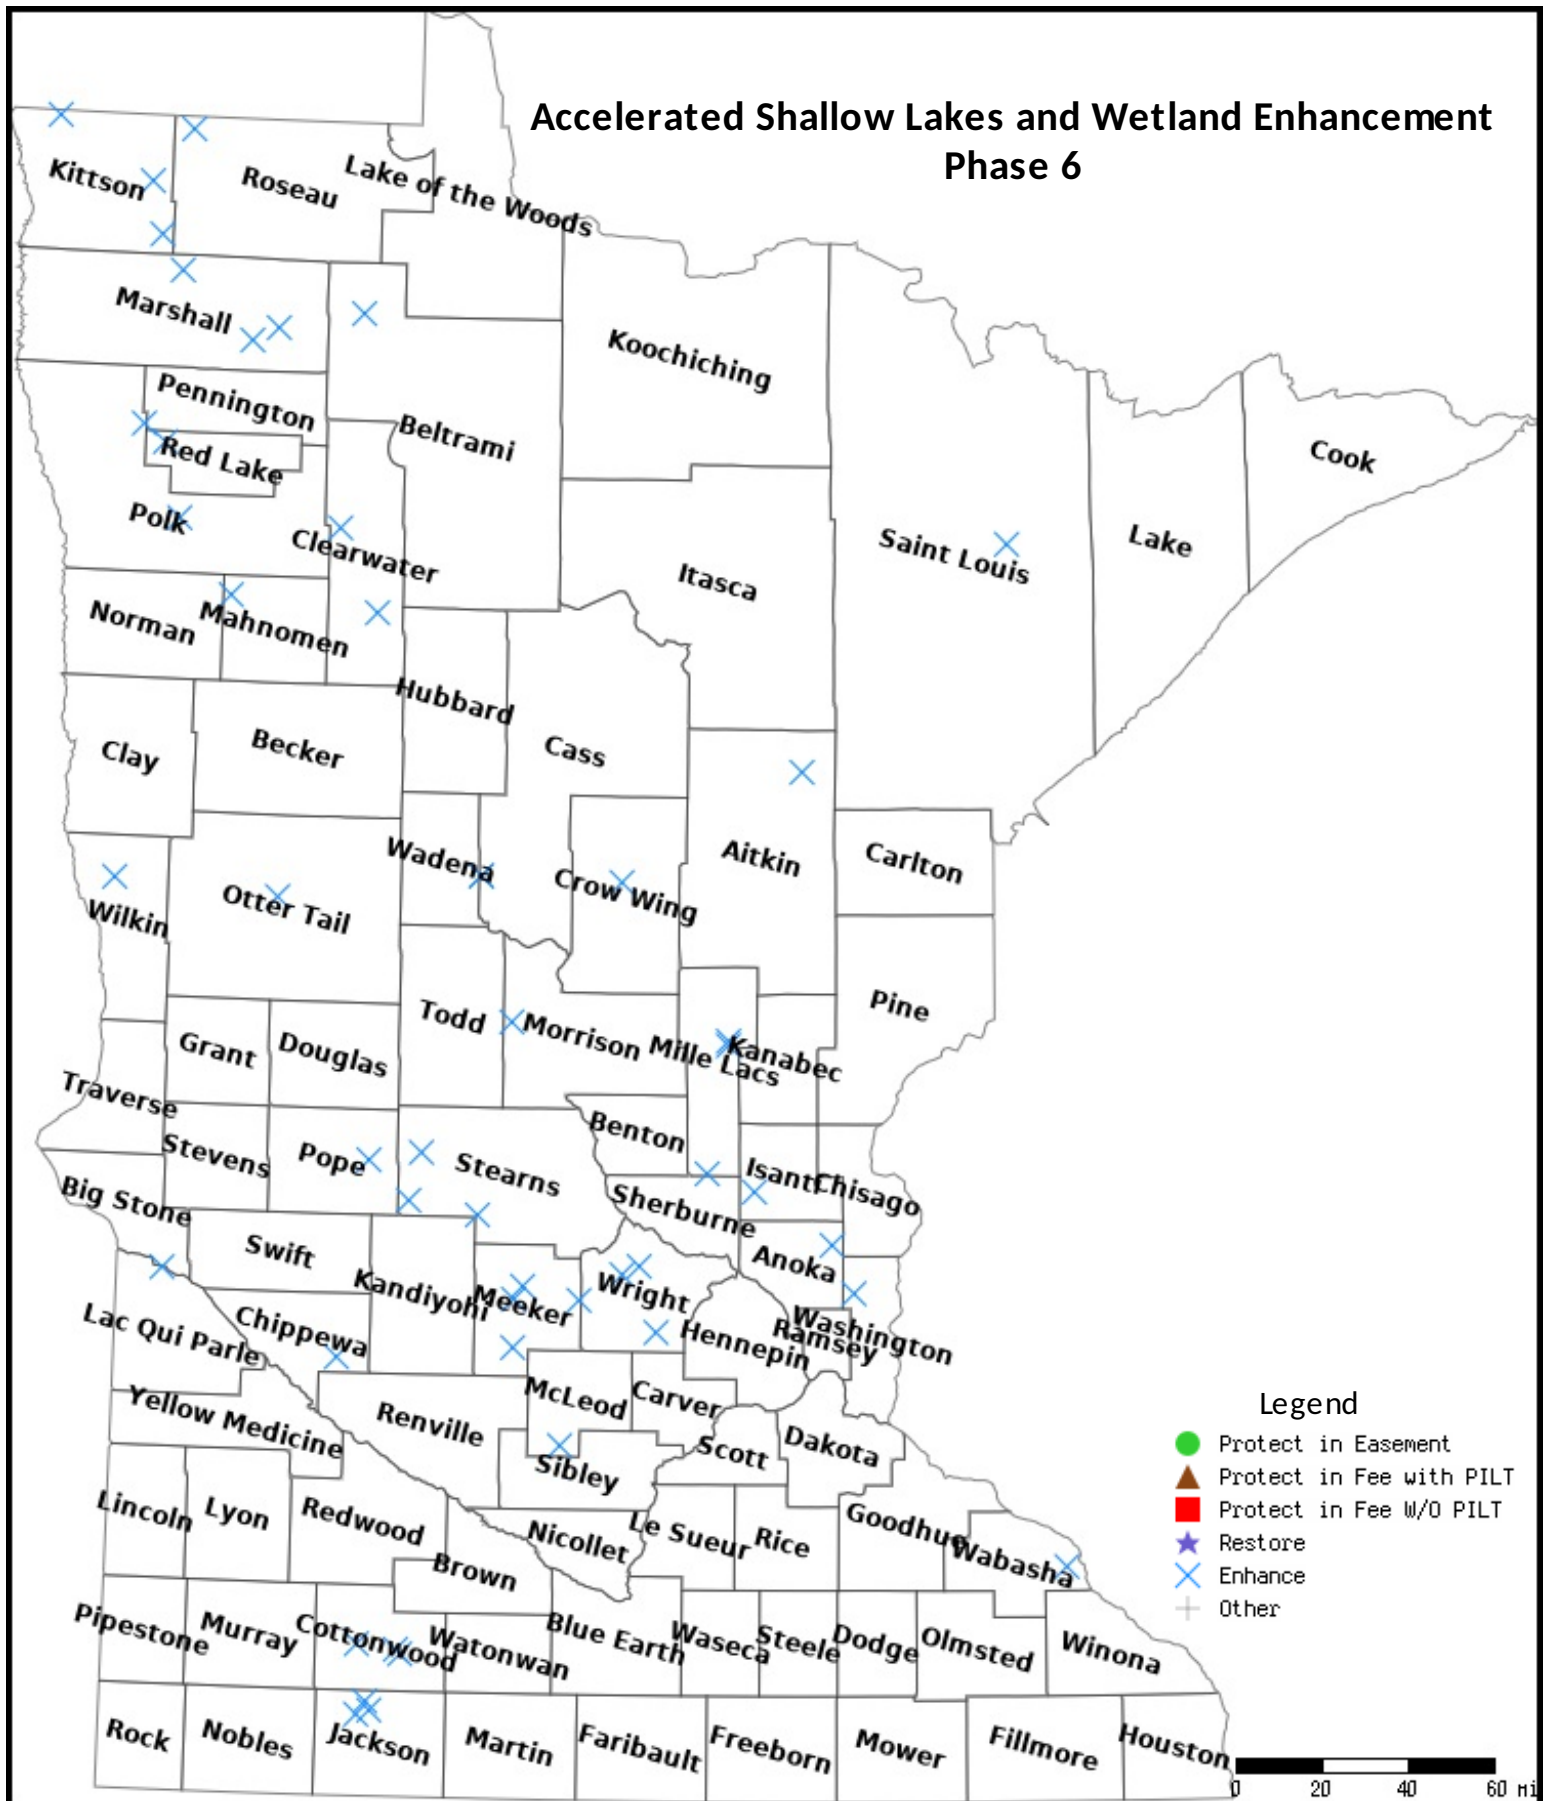 Accelerated Shallow Lakes and Wetland Enhancement
Phase 6
Kittson
Roseau
Lake of the Woods
Marshall
Koochiching
Pennington
Beltrami
Red Lake
Cook
Polk
Clearwater
Saint Louis
Lake
Itasca
Norman
Mahnomen
Hubbard
Clay
Becker
Cass
Wadena
Aitkin
Carlton
Wilkin
Otter Tail
Crow Wing
Todd
Morrison
Pine
Grant
Douglas
Mille Lacs
Kanabec
Traverse
Benton
Stevens
Pope
Stearns
Isanti
Chisago
Big Stone
Sherburne
Swift
Anoka
Kandiyohi
Meeker
Wright
Lac Qui Parle
Chippewa
Hennepin
Ramsey
Washington
McLeod
Carver
Yellow Medicine
Renville
Scott
Dakota
Sibley
Lincoln
Lyon
Redwood
Nicollet
Le Sueur
Rice
Goodhue
Wabasha
Brown
Pipestone
Murray
Cottonwood
Watonwan
Blue Earth
Waseca
Steele
Dodge
Olmsted
Winona
Rock
Nobles
Jackson
Martin
Faribault
Freeborn
Mower
Fillmore
Houston
Legend
Protect in Easement
Protect in Fee with PILT
Protect in Fee W/O PILT
Restore
Enhance
Other
0 20 40 60 mi